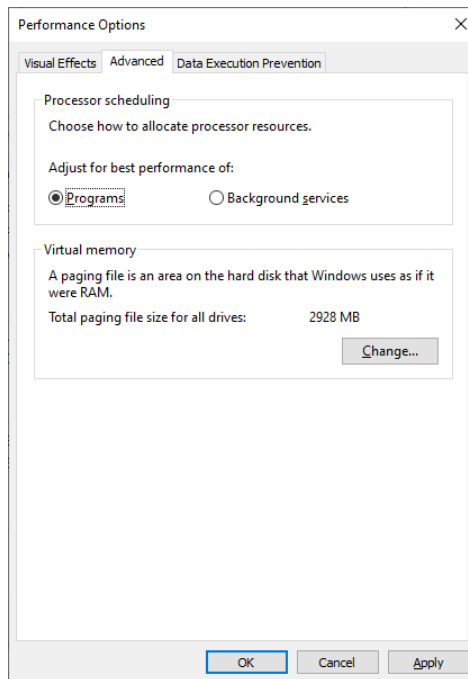 Performance Options
Visual Effects
Advanced
Data Execution Prevention
Processor scheduling
Choose how to allocate processor resources.
Adjust for best performance of:
Programs
Background services
Virtual memory
A paging file is an area on the hard disk that Windows uses as if it
were RAM.
Total paging file size for all drives: 2928 MB
Change...
OK
Cancel
Apply